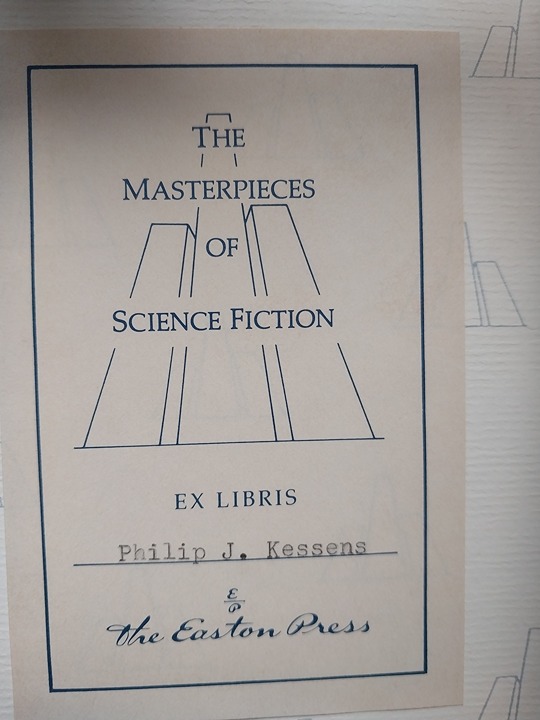 THE
MASTERPIECES
OF
SCIENCE FICTION
EX LIBRIS
Philip J. Kessens
E
P
The Easton Press